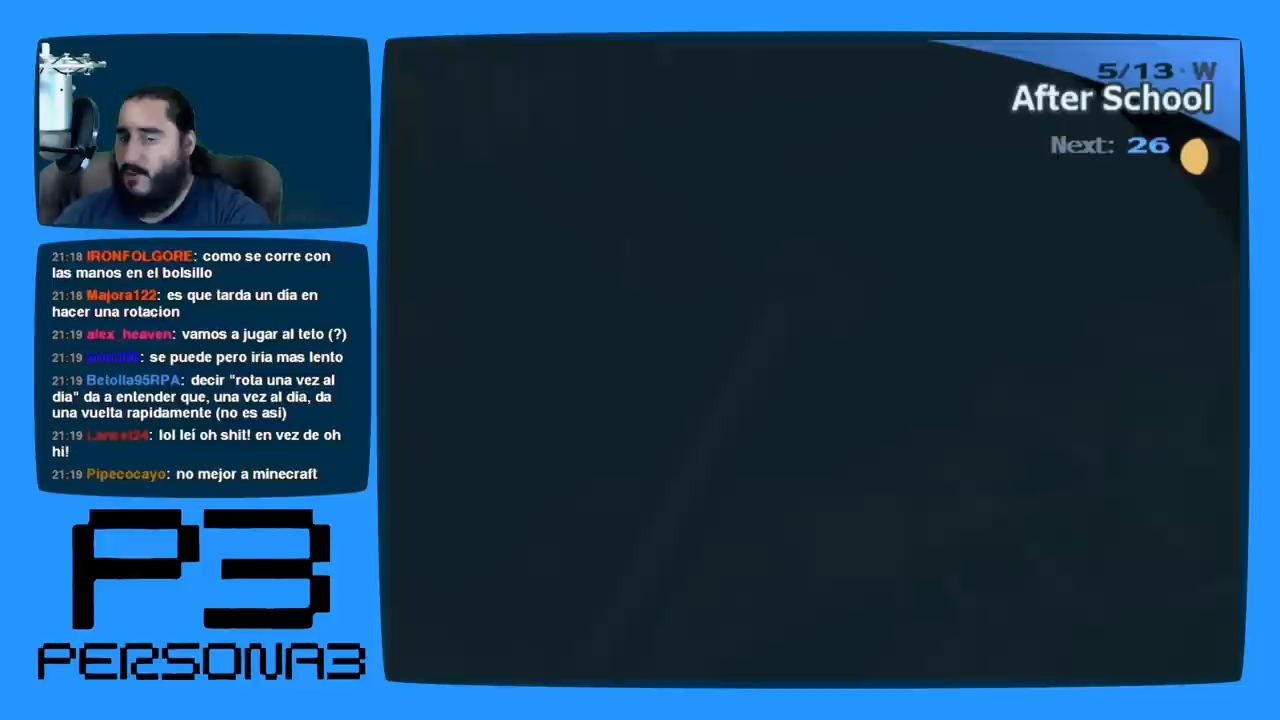 5/13 · W
After School
Next: 26
21:18 IRONFOLGORE: como se corre con
las manos en el bolsillo
21:18 Majora122: es que tarda un día en
hacer una rotacion
21:19 alex_heaven: vamos a jugar al teto (?)
21:19 : se puede pero iria mas lento
21:19 Betolla95RPA: decir "rota una vez al
dia" da a entender que, una vez al dia, da
una vuelta rapidamente (no es asi)
21:19 : lol leí oh shit! en vez de oh
hi!
21:19 Pipecocayo: no mejor a minecraft
P3
PERSONA3